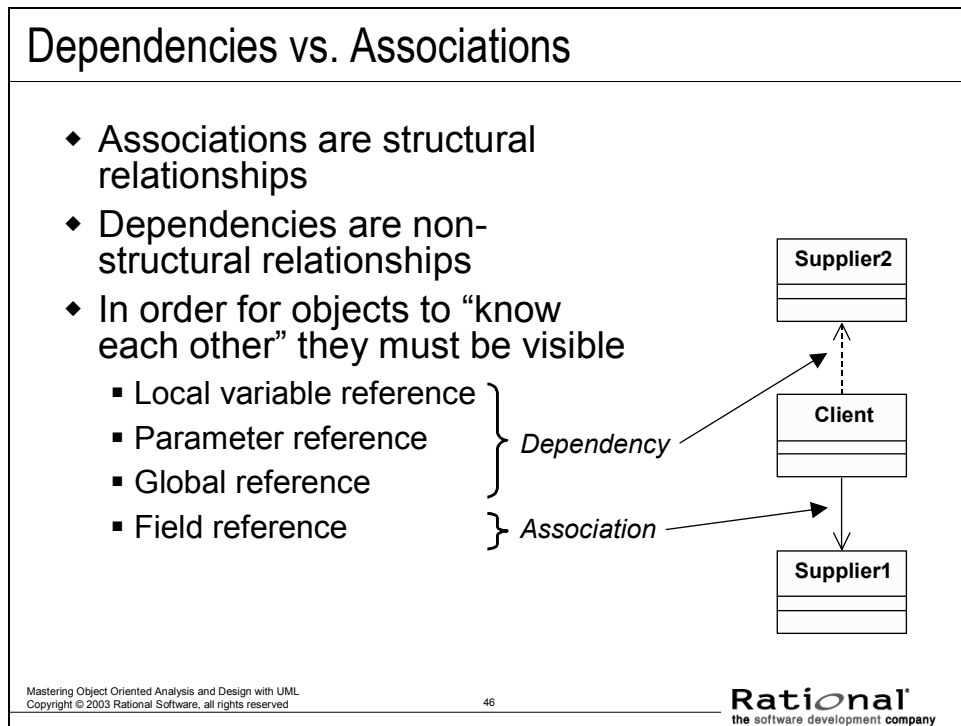 Dependencies vs. Associations
◆ Associations are structural
relationships
◆ Dependencies are non-
structural relationships
◆ In order for objects to “know
each other” they must be visible
▪ Local variable reference
▪ Parameter reference
▪ Global reference
▪ Field reference
Dependency
Association
Supplier2
Client
Supplier1
Mastering Object Oriented Analysis and Design with UML
Copyright © 2003 Rational Software, all rights reserved
46
Rational
the software development company